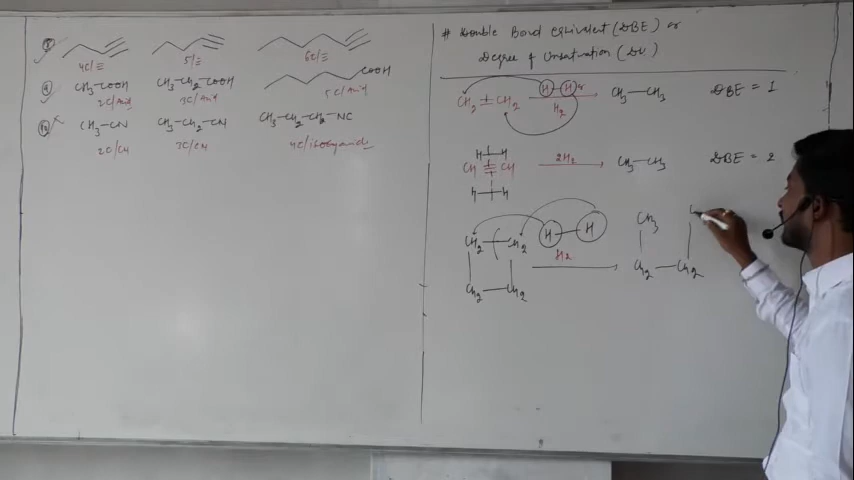 8
4C/≡ 5/≡ 6C/≡
9 CH3-COOH CH3-CH2-COOH COOH
2C/Acid 3C/Acid 5C/Acid
10 CH3-CN CH3-CH2-CN CH3-CH2-CH2-NC
2C/CN 3C/CN 4C/isocyanide
# Double Bond equivalent (DBE) or
Degree of Unsaturation (DU)
CH2=CH2 H-H H2 CH3-CH3 DBE = 1
H H
CH≡CH 2H2 CH3-CH3 DBE = 2
H H
CH2 CH2 H-H H2 CH3
CH2-CH2 CH2-CH2